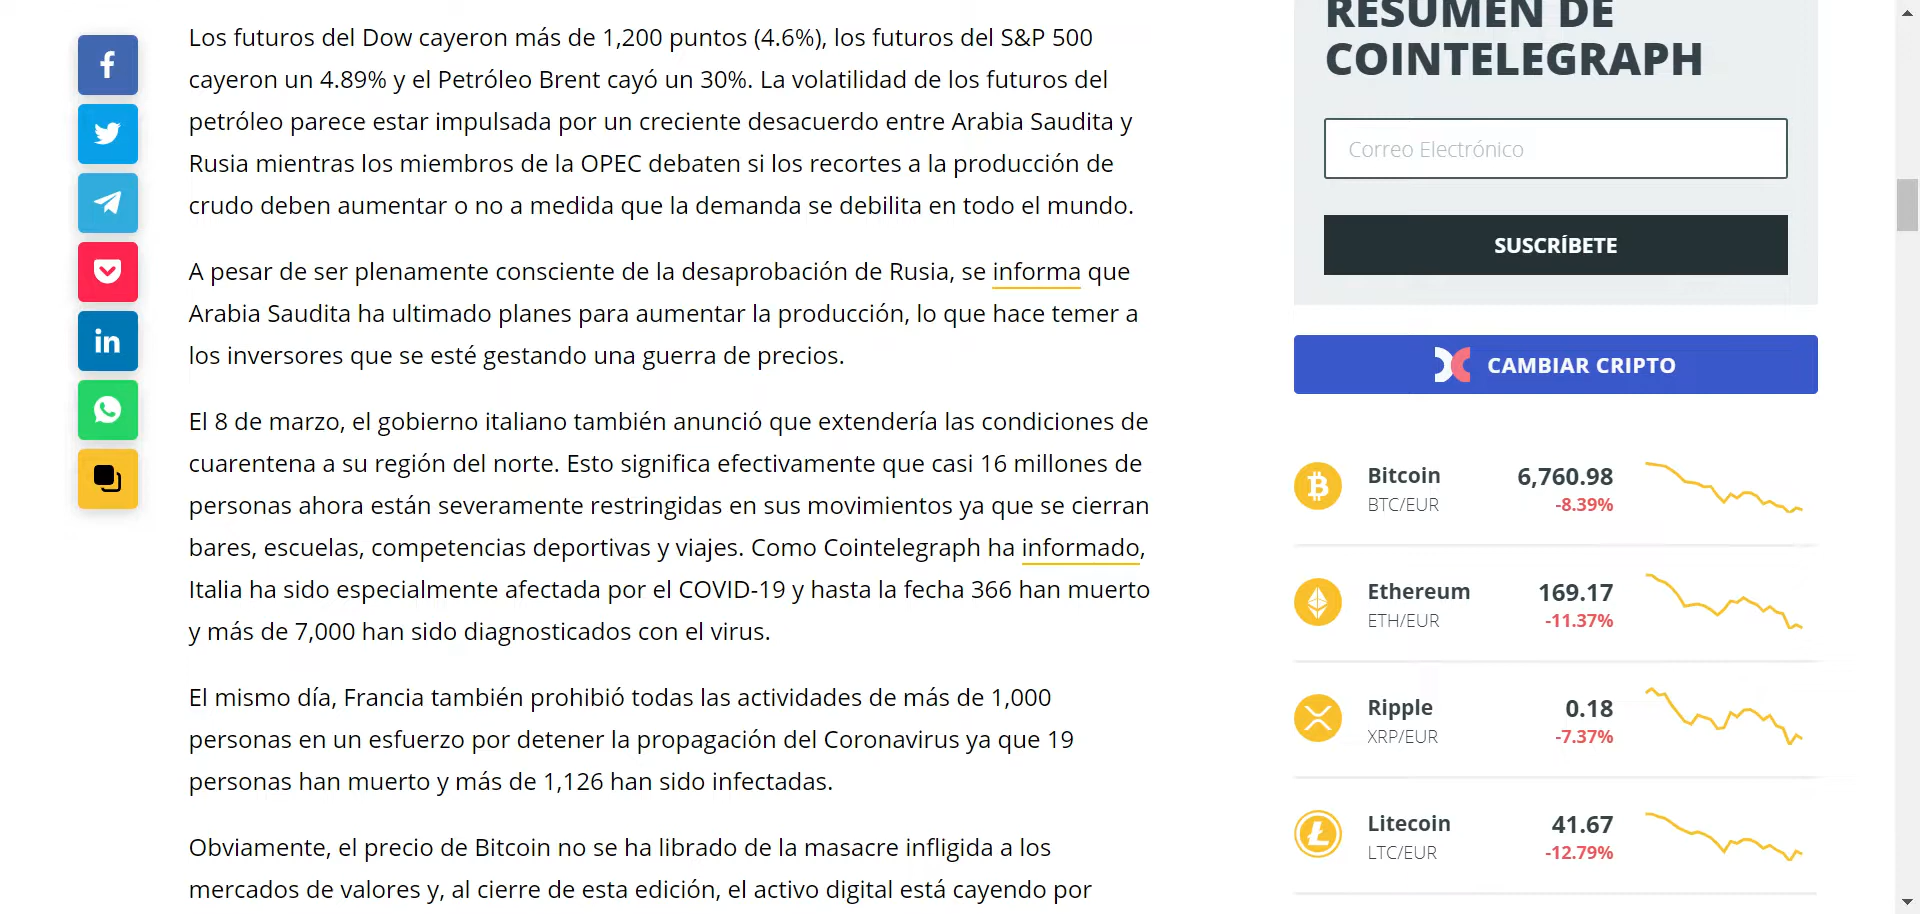 Los futuros del Dow cayeron más de 1,200 puntos (4.6%), los futuros del S&P 500
cayeron un 4.89% y el Petróleo Brent cayó un 30%. La volatilidad de los futuros del
petróleo parece estar impulsada por un creciente desacuerdo entre Arabia Saudita y
Rusia mientras los miembros de la OPEC debaten si los recortes a la producción de
crudo deben aumentar o no a medida que la demanda se debilita en todo el mundo.
A pesar de ser plenamente consciente de la desaprobación de Rusia, se informa que
Arabia Saudita ha ultimado planes para aumentar la producción, lo que hace temer a
los inversores que se esté gestando una guerra de precios.
El 8 de marzo, el gobierno italiano también anunció que extendería las condiciones de
cuarentena a su región del norte. Esto significa efectivamente que casi 16 millones de
personas ahora están severamente restringidas en sus movimientos ya que se cierran
bares, escuelas, competencias deportivas y viajes. Como Cointelegraph ha informado,
Italia ha sido especialmente afectada por el COVID-19 y hasta la fecha 366 han muerto
y más de 7,000 han sido diagnosticados con el virus.
El mismo día, Francia también prohibió todas las actividades de más de 1,000
personas en un esfuerzo por detener la propagación del Coronavirus ya que 19
personas han muerto y más de 1,126 han sido infectadas.
Obviamente, el precio de Bitcoin no se ha librado de la masacre infligida a los
mercados de valores y, al cierre de esta edición, el activo digital está cayendo por
RESUMEN DE
COINTELEGRAPH
Correo Electrónico
SUSCRÍBETE
CAMBIAR CRIPTO
Bitcoin 6,760.98
BTC/EUR -8.39%
Ethereum 169.17
ETH/EUR -11.37%
Ripple 0.18
XRP/EUR -7.37%
Litecoin 41.67
LTC/EUR -12.79%